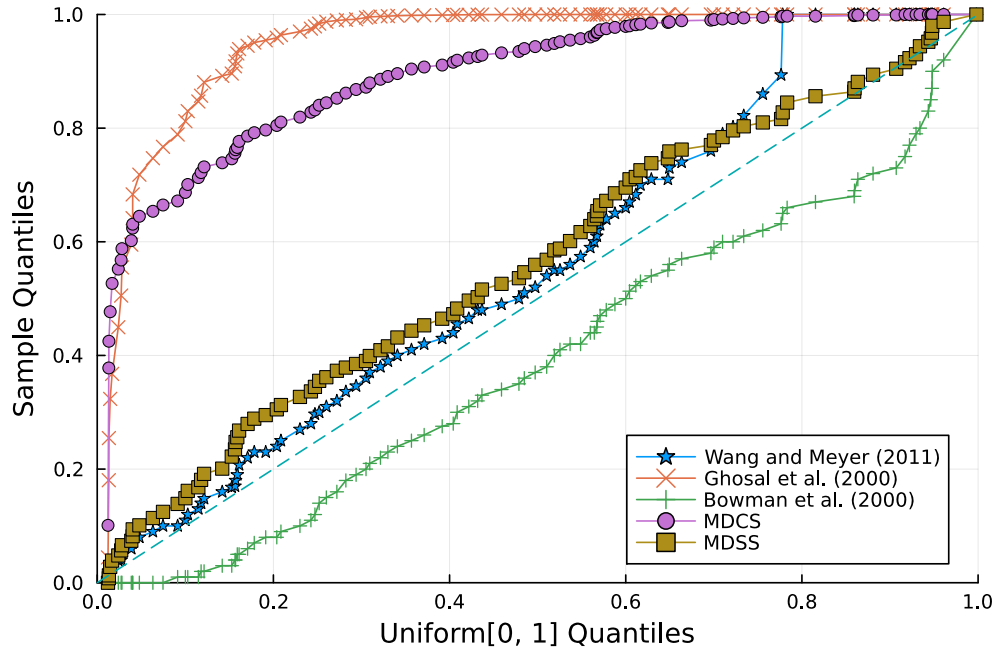 1.0
0.8
0.6
0.4
0.2
0.0
Sample Quantiles
0.0 0.2 0.4 0.6 0.8 1.0
Uniform[0, 1] Quantiles
Wang and Meyer (2011)
Ghosal et al. (2000)
Bowman et al. (2000)
MDCS
MDSS